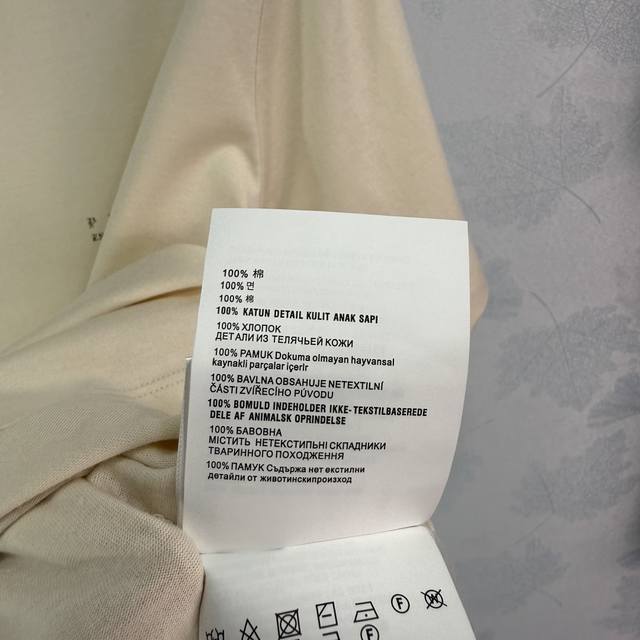 100% 棉
100% 면
100% 棉
100% KATUN DETAIL KULIT ANAK SAPI
100% ХЛОПОК
ДЕТАЛИ ИЗ ТЕЛЯЧЬЕЙ КОЖИ
100% PAMUK Dokuma olmayan hayvansal
kaynakli parçalar içerir
100% BAVLNA OBSAHUJE NETEXTILNÍ
ČÁSTI ZVÍŘECÍHO PÚVODU
100% BOMULD INDEHOLDER IKKE-TEKSTILBASEREDE
DELE AF ANIMALSK OPRINDELSE
100% БАВОВНА
МІСТИТЬ НЕТЕКСТИЛЬНІ СКЛАДНИКИ
ТВАРИННОГО ПОХОДЖЕННЯ
100% ПАМУК Съдържа нет екстилни
детайли от животинскипроизход
F W
F